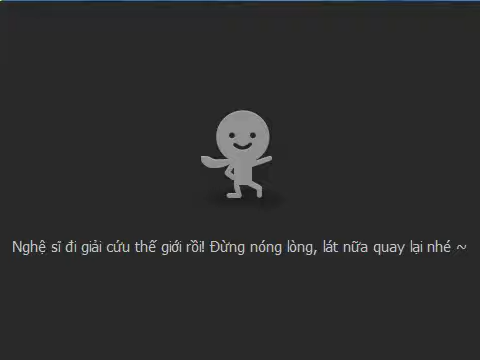 Nghệ sĩ đi giải cứu thế giới rồi! Đừng nóng lòng, lát nữa quay lại nhé ~